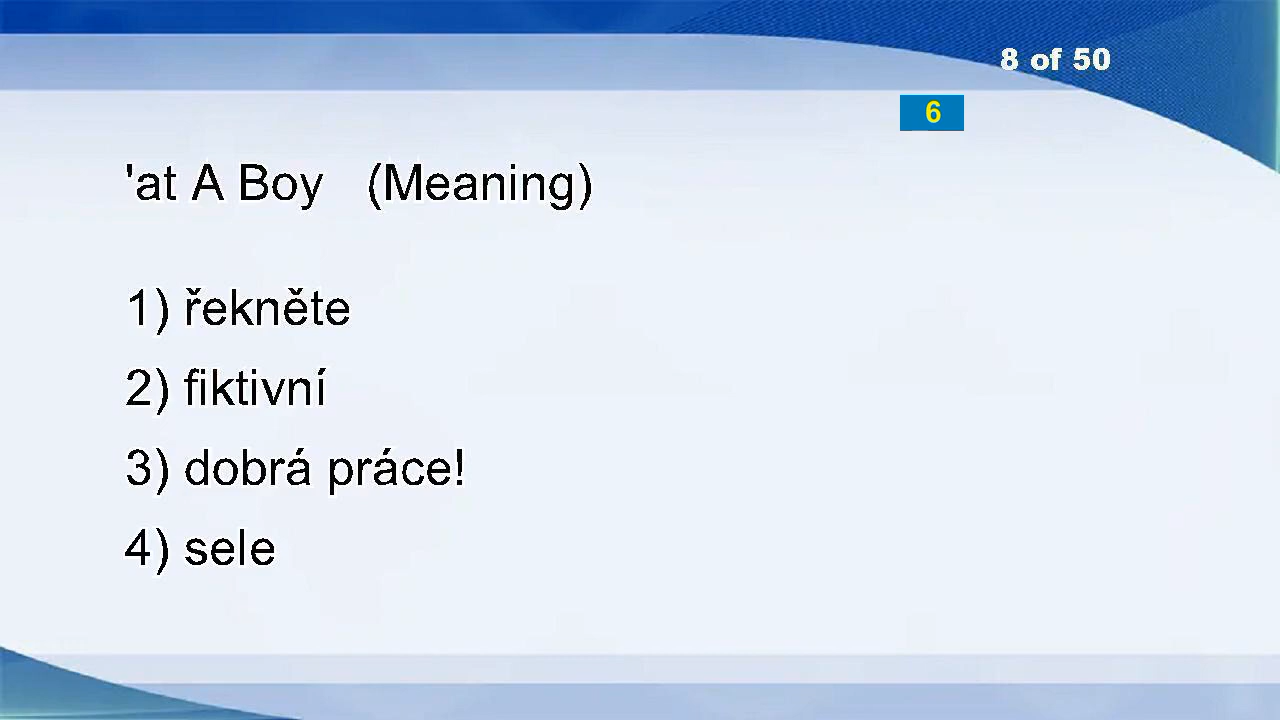 8 of 50
6
'at A Boy (Meaning)
1) řekněte
2) fiktivní
3) dobrá práce!
4) sele